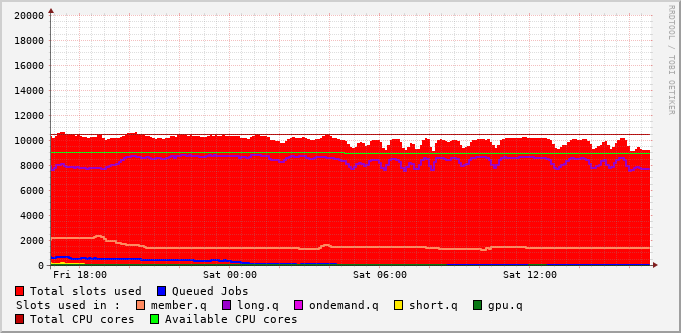 20000
18000
16000
14000
12000
10000
8000
6000
4000
2000
0
Fri 18:00 Sat 00:00 Sat 06:00 Sat 12:00
RRDTOOL / TOBI OETIKER
Total slots used Queued Jobs
Slots used in : member.q long.q ondemand.q short.q gpu.q
Total CPU cores Available CPU cores